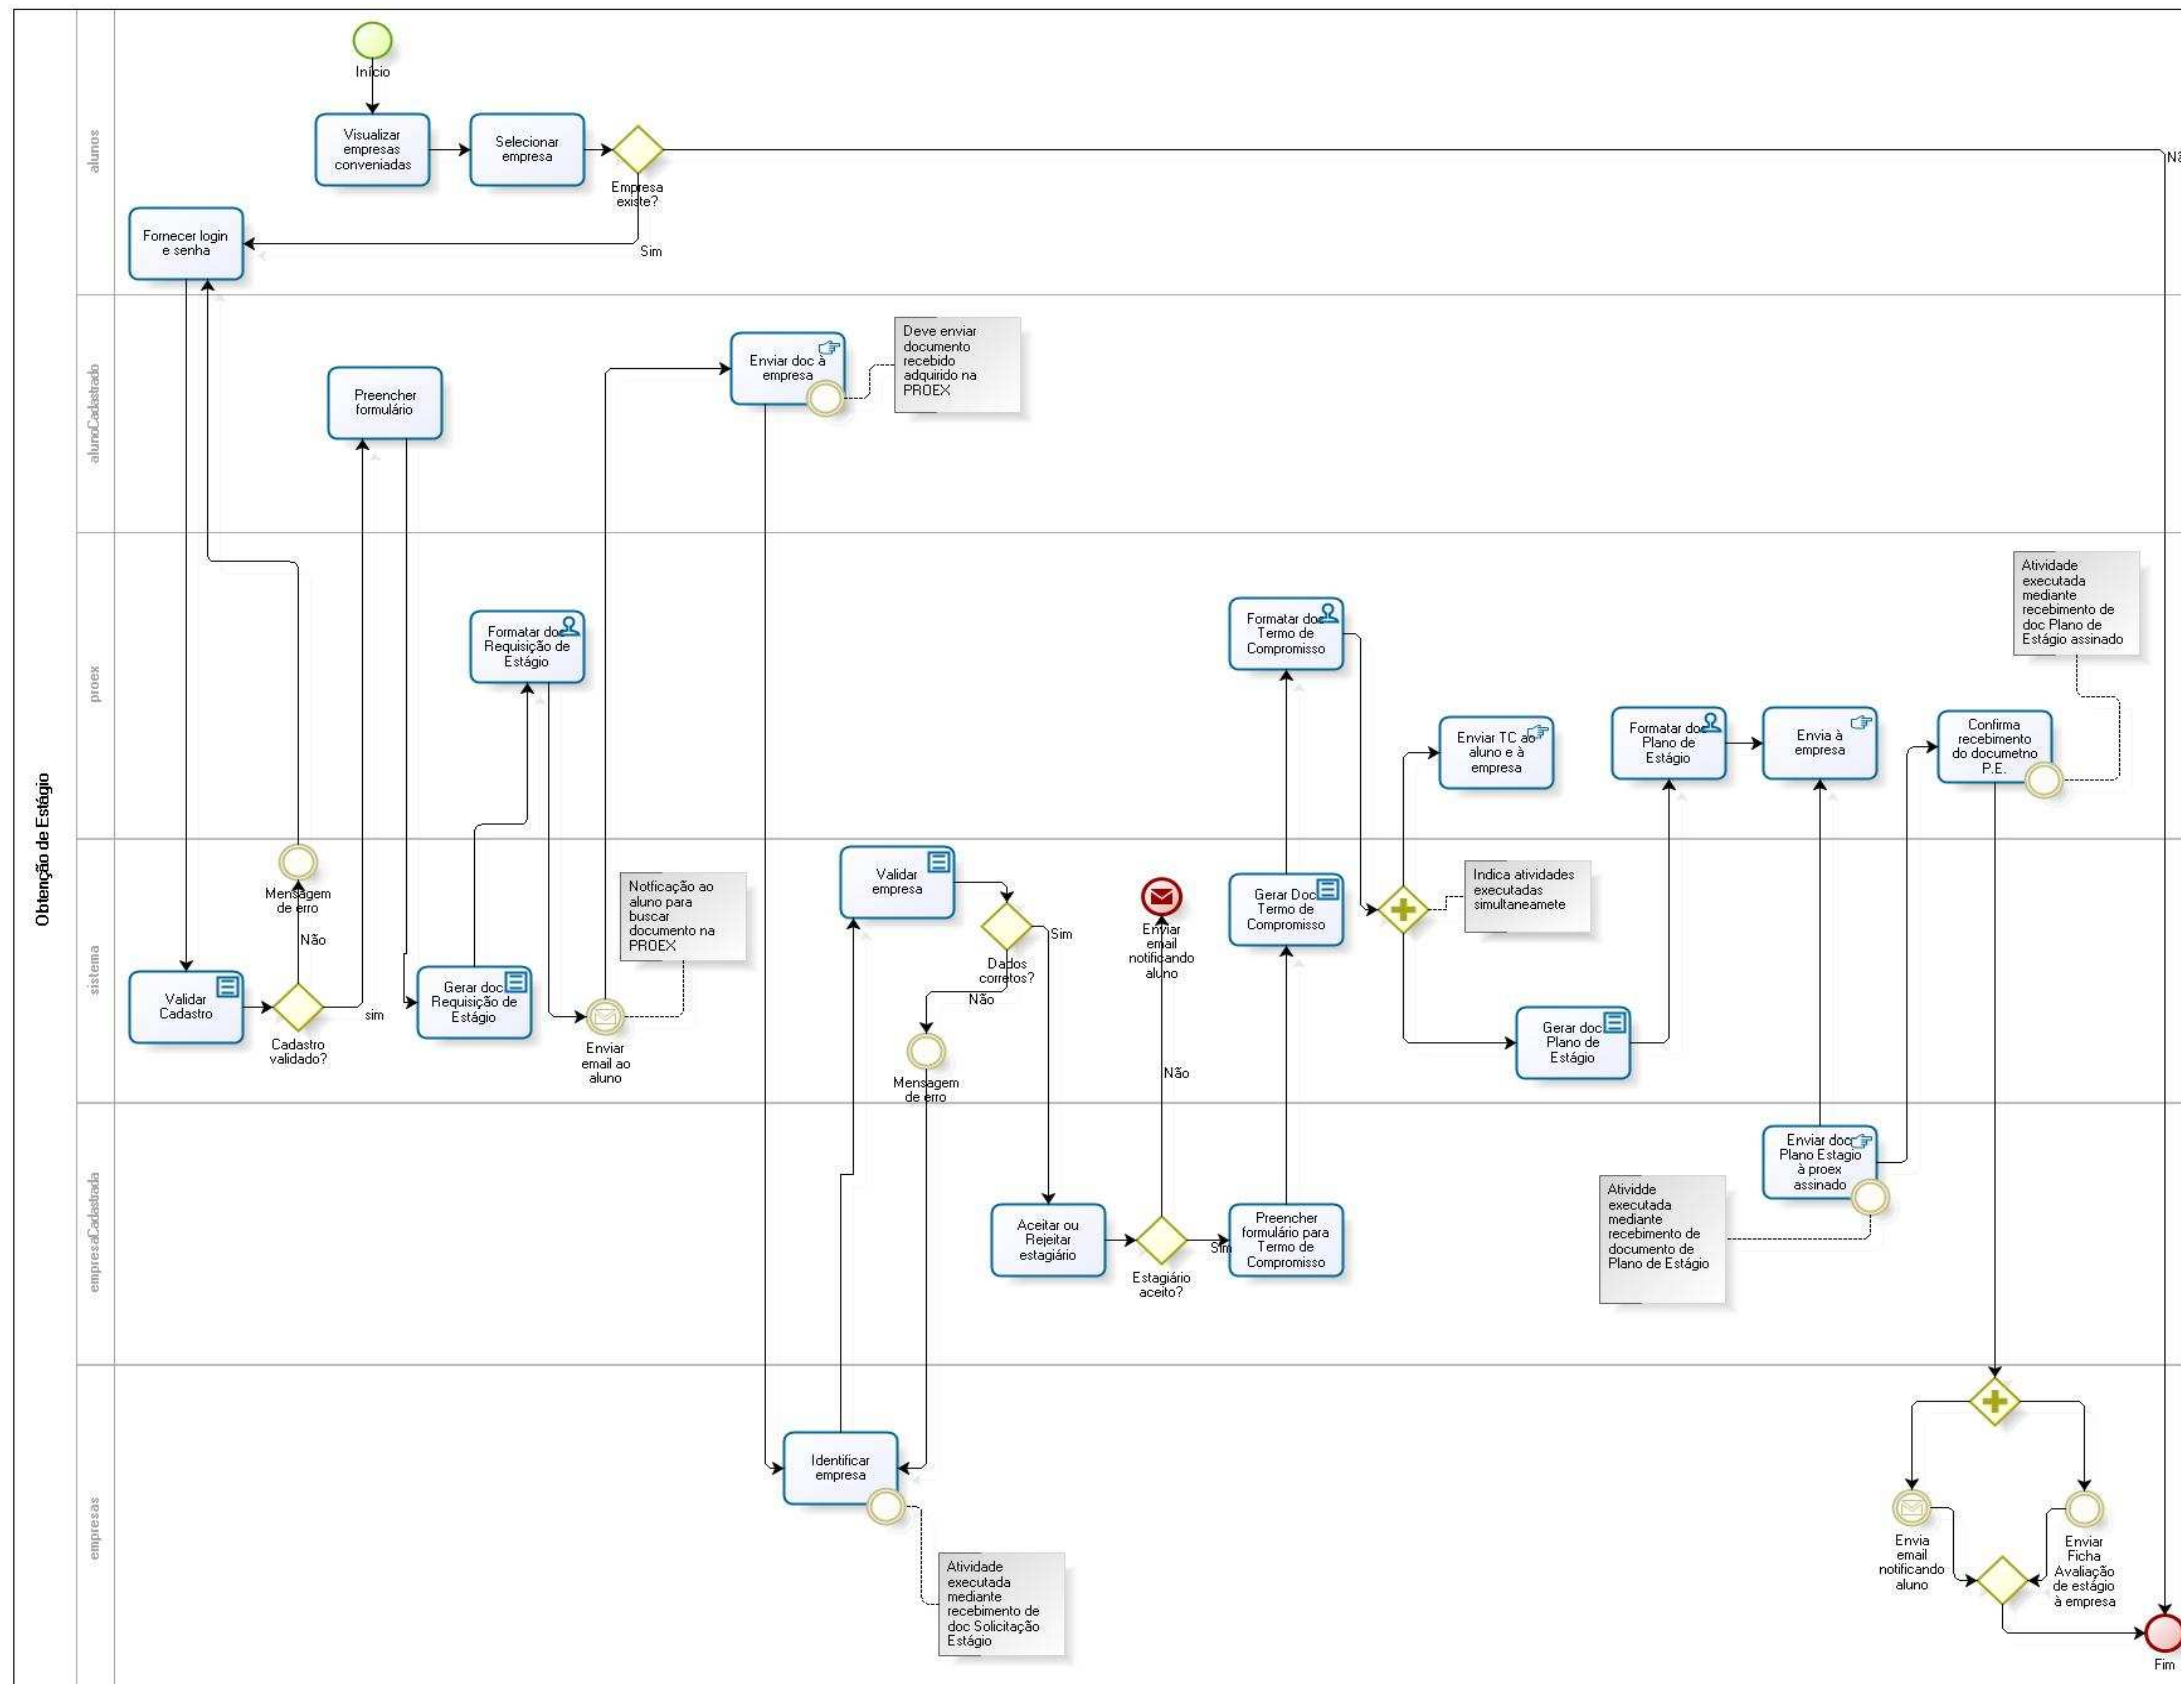 Obtenção de Estágio
alunos
Início
Visualizar
empresas
conveniadas
Selecionar
empresa
Empresa
existe?
Sim
Fornecer login
e senha
alunoCadastrado
Preencher
formulário
Enviar doc à
empresa
Deve enviar
documento
recebido
adquirido na
PROEX
proex
Formatar doc
Requisição de
Estágio
Formatar doc
Termo de
Compromisso
Enviar TC ao
aluno e à
empresa
Formatar doc
Plano de
Estágio
Envia à
empresa
Confirma
recebimento
do documetno
P.E.
Atividade
executada
mediante
recebimento de
doc Plano de
Estágio assinado
sistema
Mensagem
de erro
Não
Validar
Cadastro
Cadastro
validado?
sim
Gerar doc
Requisição de
Estágio
Enviar
email ao
aluno
Notficação ao
aluno para
buscar
documento na
PROEX
Validar
empresa
Dados
corretos?
Sim
Não
Mensagem
de erro
Enviar
email
notificando
aluno
Não
Gerar Doc
Termo de
Compromisso
Indica atividades
executadas
simultaneamete
Gerar doc
Plano de
Estágio
empresaCadastrada
Aceitar ou
Rejeitar
estagiário
Estagiário
aceito?
Sim
Preencher
formulário para
Termo de
Compromisso
Enviar doc
Plano Estagio
à proex
assinado
Ativídde
executada
mediante
recebimento de
documento de
Plano de Estágio
empresas
Identificar
empresa
Atividade
executada
mediante
recebimento de
doc Solicitação
Estágio
Envia
email
notificando
aluno
Enviar
Ficha
Avaliação
de estágio
à empresa
Fim